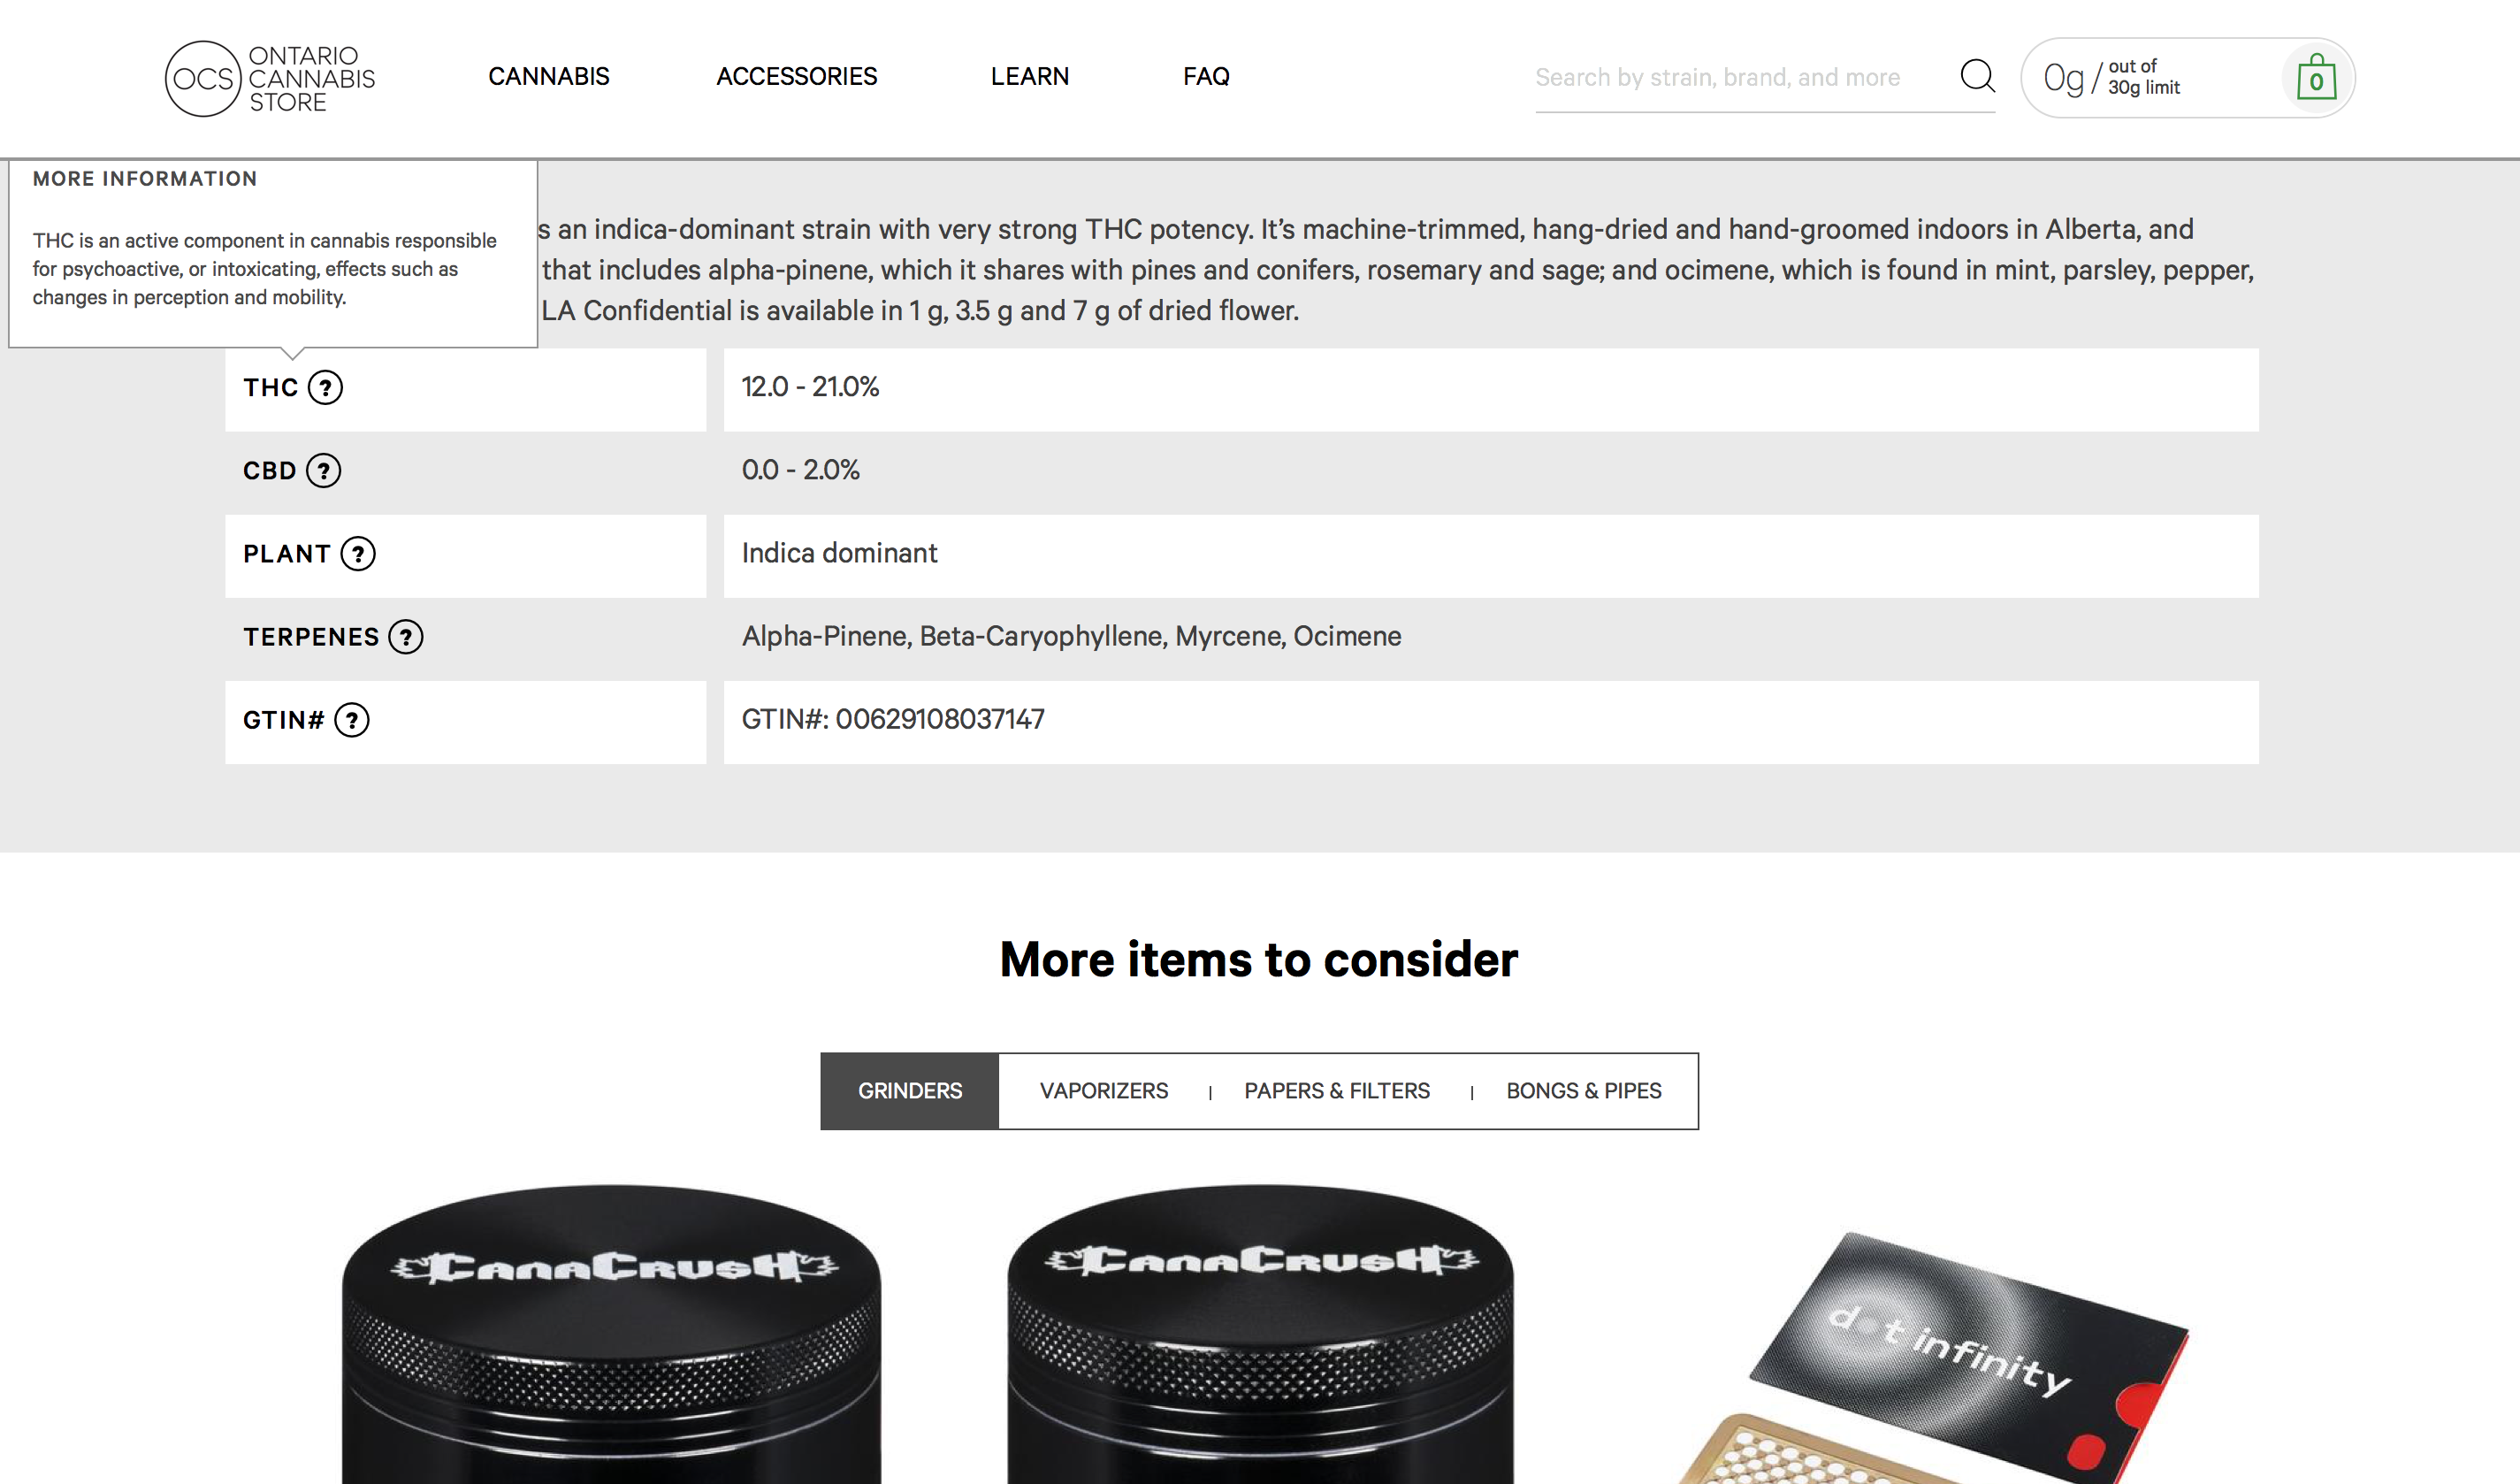 OCS ONTARIO CANNABIS STORE
CANNABIS
ACCESSORIES
LEARN
FAQ
Search by strain, brand, and more
0g / out of 30g limit
0
MORE INFORMATION
THC is an active component in cannabis responsible
for psychoactive, or intoxicating, effects such as
changes in perception and mobility.
s an indica-dominant strain with very strong THC potency. It’s machine-trimmed, hang-dried and hand-groomed indoors in Alberta, and
that includes alpha-pinene, which it shares with pines and conifers, rosemary and sage; and ocimene, which is found in mint, parsley, pepper,
LA Confidential is available in 1 g, 3.5 g and 7 g of dried flower.
THC ? 12.0 - 21.0%
CBD ? 0.0 - 2.0%
PLANT ? Indica dominant
TERPENES ? Alpha-Pinene, Beta-Caryophyllene, Myrcene, Ocimene
GTIN# ? GTIN#: 00629108037147
More items to consider
GRINDERS VAPORIZERS | PAPERS & FILTERS | BONGS & PIPES
CANACRUSH
CANACRUSH
dot infinity